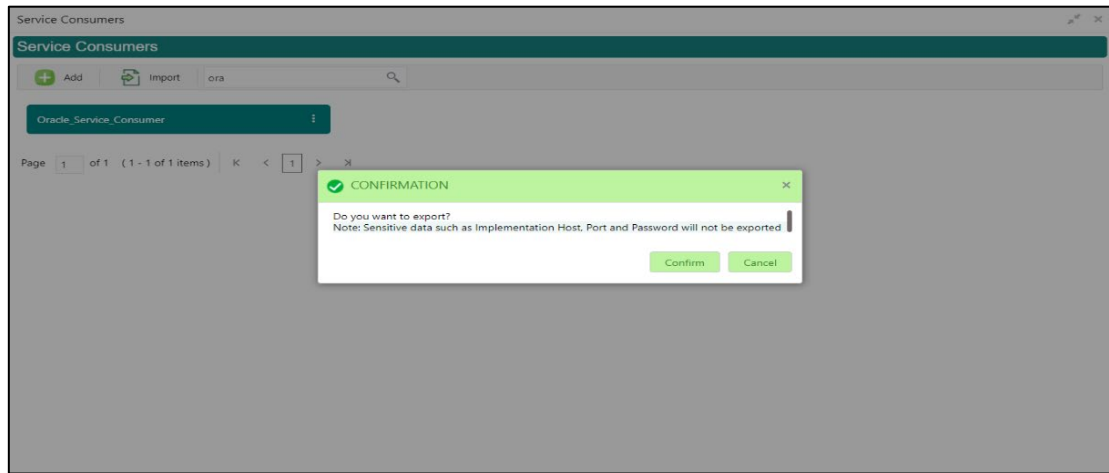 Service Consumers
Service Consumers
Add Import ora
Oracle_Service_Consumer
Page 1 of 1 (1 - 1 of 1 items) K < 1 > Ж
CONFIRMATION
Do you want to export?
Note: Sensitive data such as Implementation Host, Port and Password will not be exported
Confirm Cancel